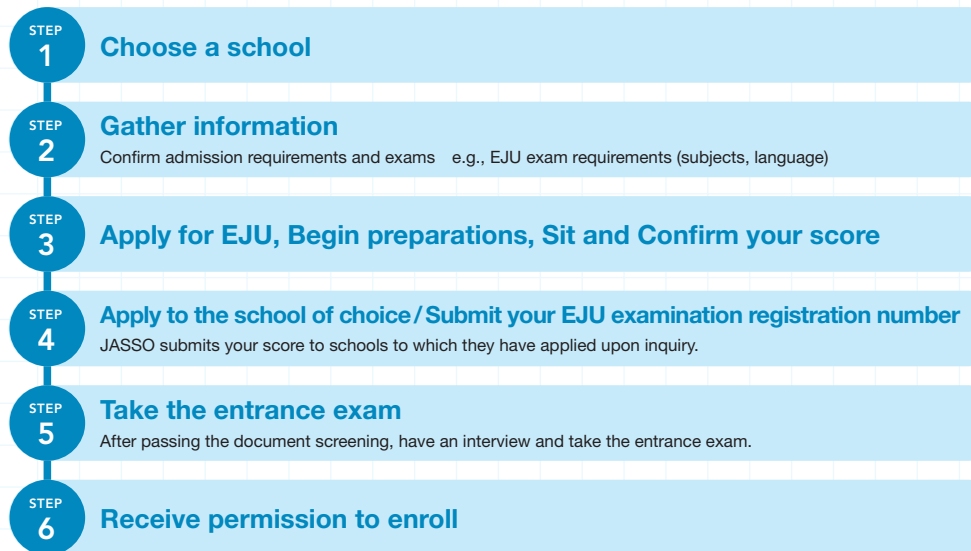 STEP
1
Choose a school
STEP
2
Gather information
Confirm admission requirements and exams e.g., EJU exam requirements (subjects, language)
STEP
3
Apply for EJU, Begin preparations, Sit and Confirm your score
STEP
4
Apply to the school of choice/Submit your EJU examination registration number
JASSO submits your score to schools to which they have applied upon inquiry.
STEP
5
Take the entrance exam
After passing the document screening, have an interview and take the entrance exam.
STEP
6
Receive permission to enroll